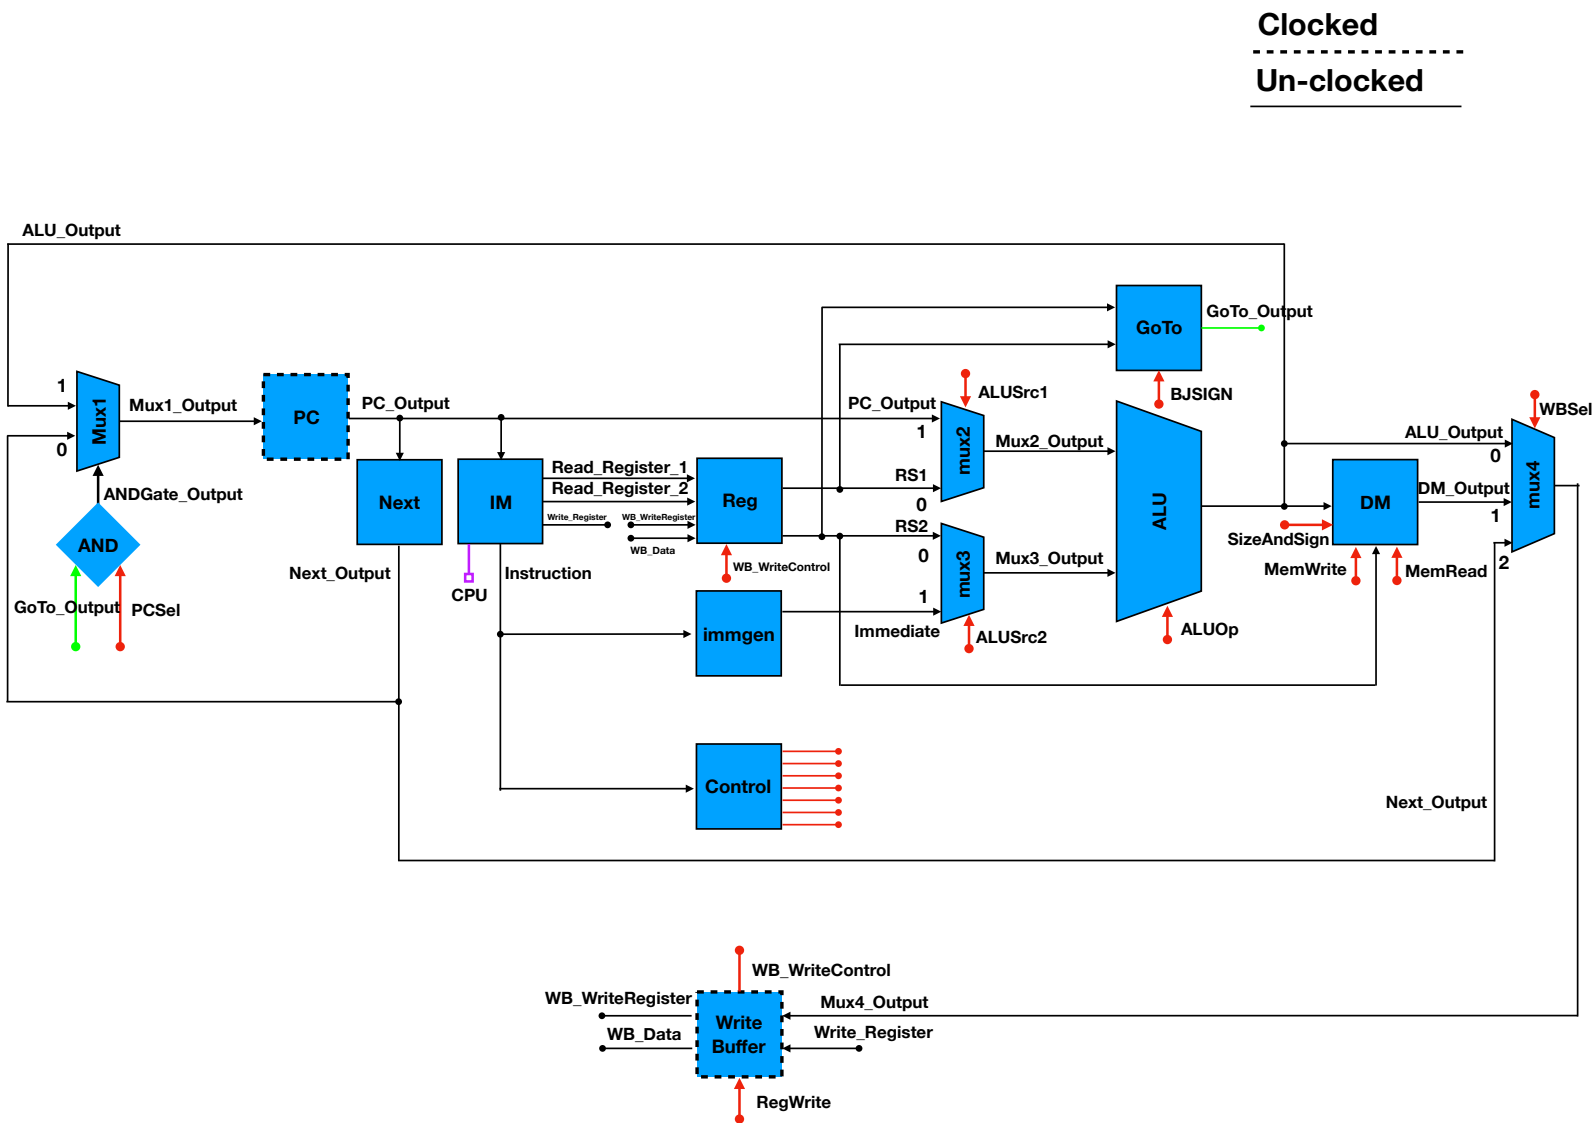 Clocked
Un-clocked
ALU_Output
GoTo_Output
GoTo
BJSIGN
1
Mux1_Output
Mux1
0
ANDGate_Output
AND
GoTo_Output
PCSel
PC
PC_Output
Next
Next_Output
IM
Read_Register_1
Read_Register_2
Write_Register
CPU
Instruction
WB_WriteRegister
WB_Data
Reg
WB_WriteControl
immgen
Immediate
Control
PC_Output
1
ALUSrc1
mux2
Mux2_Output
RS1
0
RS2
0
mux3
Mux3_Output
1
ALUSrc2
ALU
ALUOp
WBSel
ALU_Output
0
DM
DM_Output
1
mux4
SizeAndSign
MemWrite
MemRead
2
Next_Output
WB_WriteControl
WB_WriteRegister
WB_Data
Write
Buffer
Mux4_Output
Write_Register
RegWrite